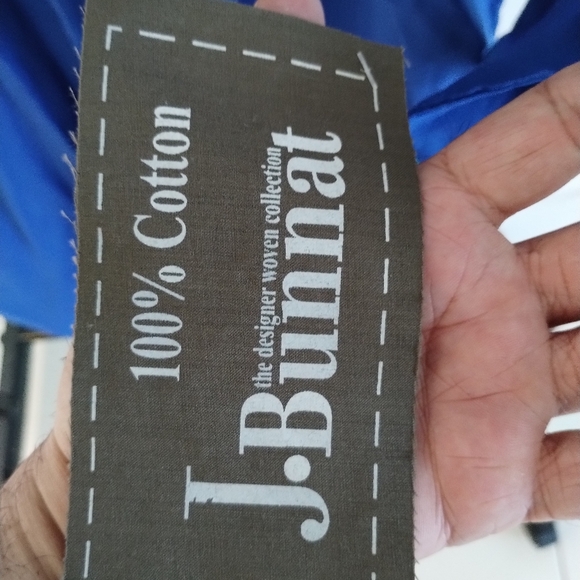 100% Cotton
the designer woven collection
J.Bunnat